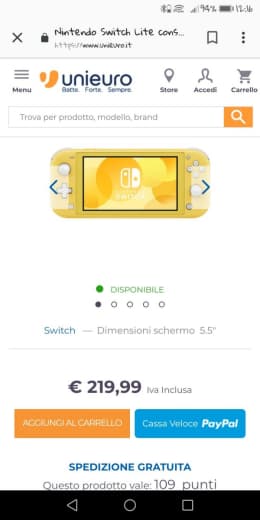 94% 12:16
Nintendo Switch Lite cons...
https://www.unieuro.it
Menu
unieuro
Batte. Forte. Sempre.
Store
Accedi
Carrello
Trova per prodotto, modello, brand
SWITCH
DISPONIBILE
Switch — Dimensioni schermo 5.5"
€ 219,99 Iva Inclusa
AGGIUNGI AL CARRELLO
Cassa Veloce PayPal
SPEDIZIONE GRATUITA
Questo prodotto vale: 109 punti